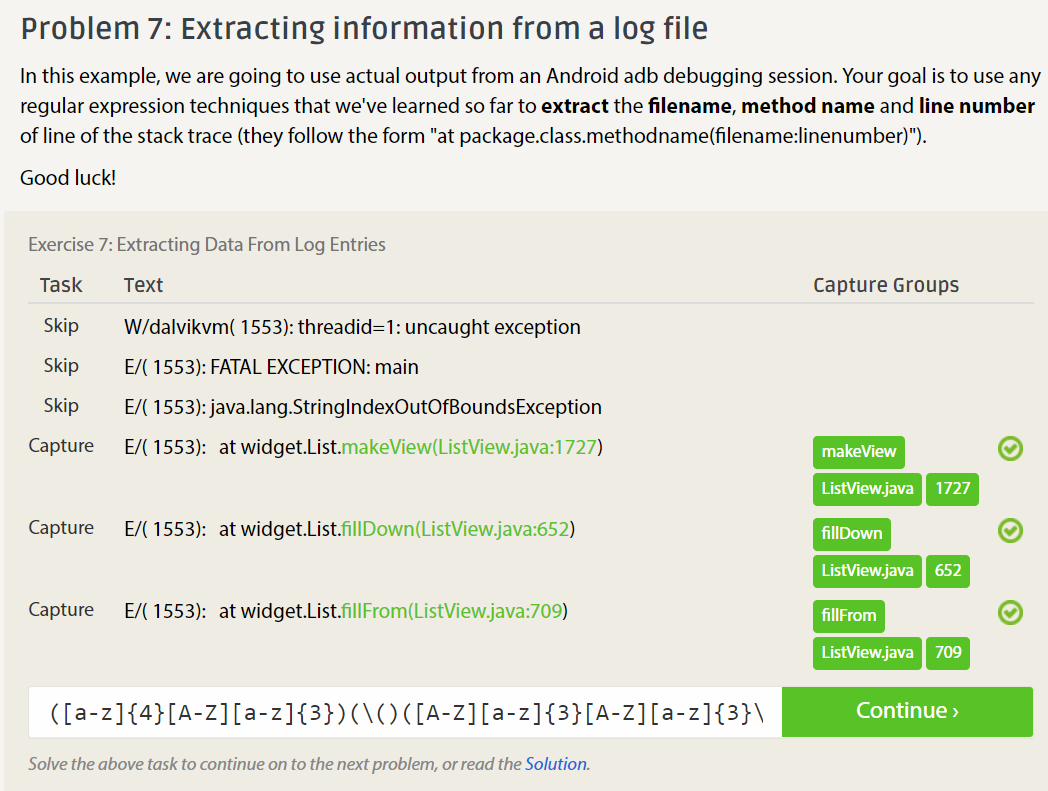 Problem 7: Extracting information from a log file
In this example, we are going to use actual output from an Android adb debugging session. Your goal is to use any
regular expression techniques that we've learned so far to extract the filename, method name and line number
of line of the stack trace (they follow the form "at package.class.methodname(filename:linenumber)").
Good luck!
Exercise 7: Extracting Data From Log Entries
Task Text Capture Groups
Skip W/dalvikvm( 1553): threadid=1: uncaught exception
Skip E/( 1553): FATAL EXCEPTION: main
Skip E/( 1553): java.lang.StringIndexOutOfBoundsException
Capture E/( 1553):   at widget.List.makeView(ListView.java:1727) makeView
ListView.java 1727
Capture E/( 1553):   at widget.List.fillDown(ListView.java:652) fillDown
ListView.java 652
Capture E/( 1553):   at widget.List.fillFrom(ListView.java:709) fillFrom
ListView.java 709
([a-z]{4}[A-Z][a-z]{3})(\()([A-Z][a-z]{3}[A-Z][a-z]{3}\ Continue ›
Solve the above task to continue on to the next problem, or read the Solution.